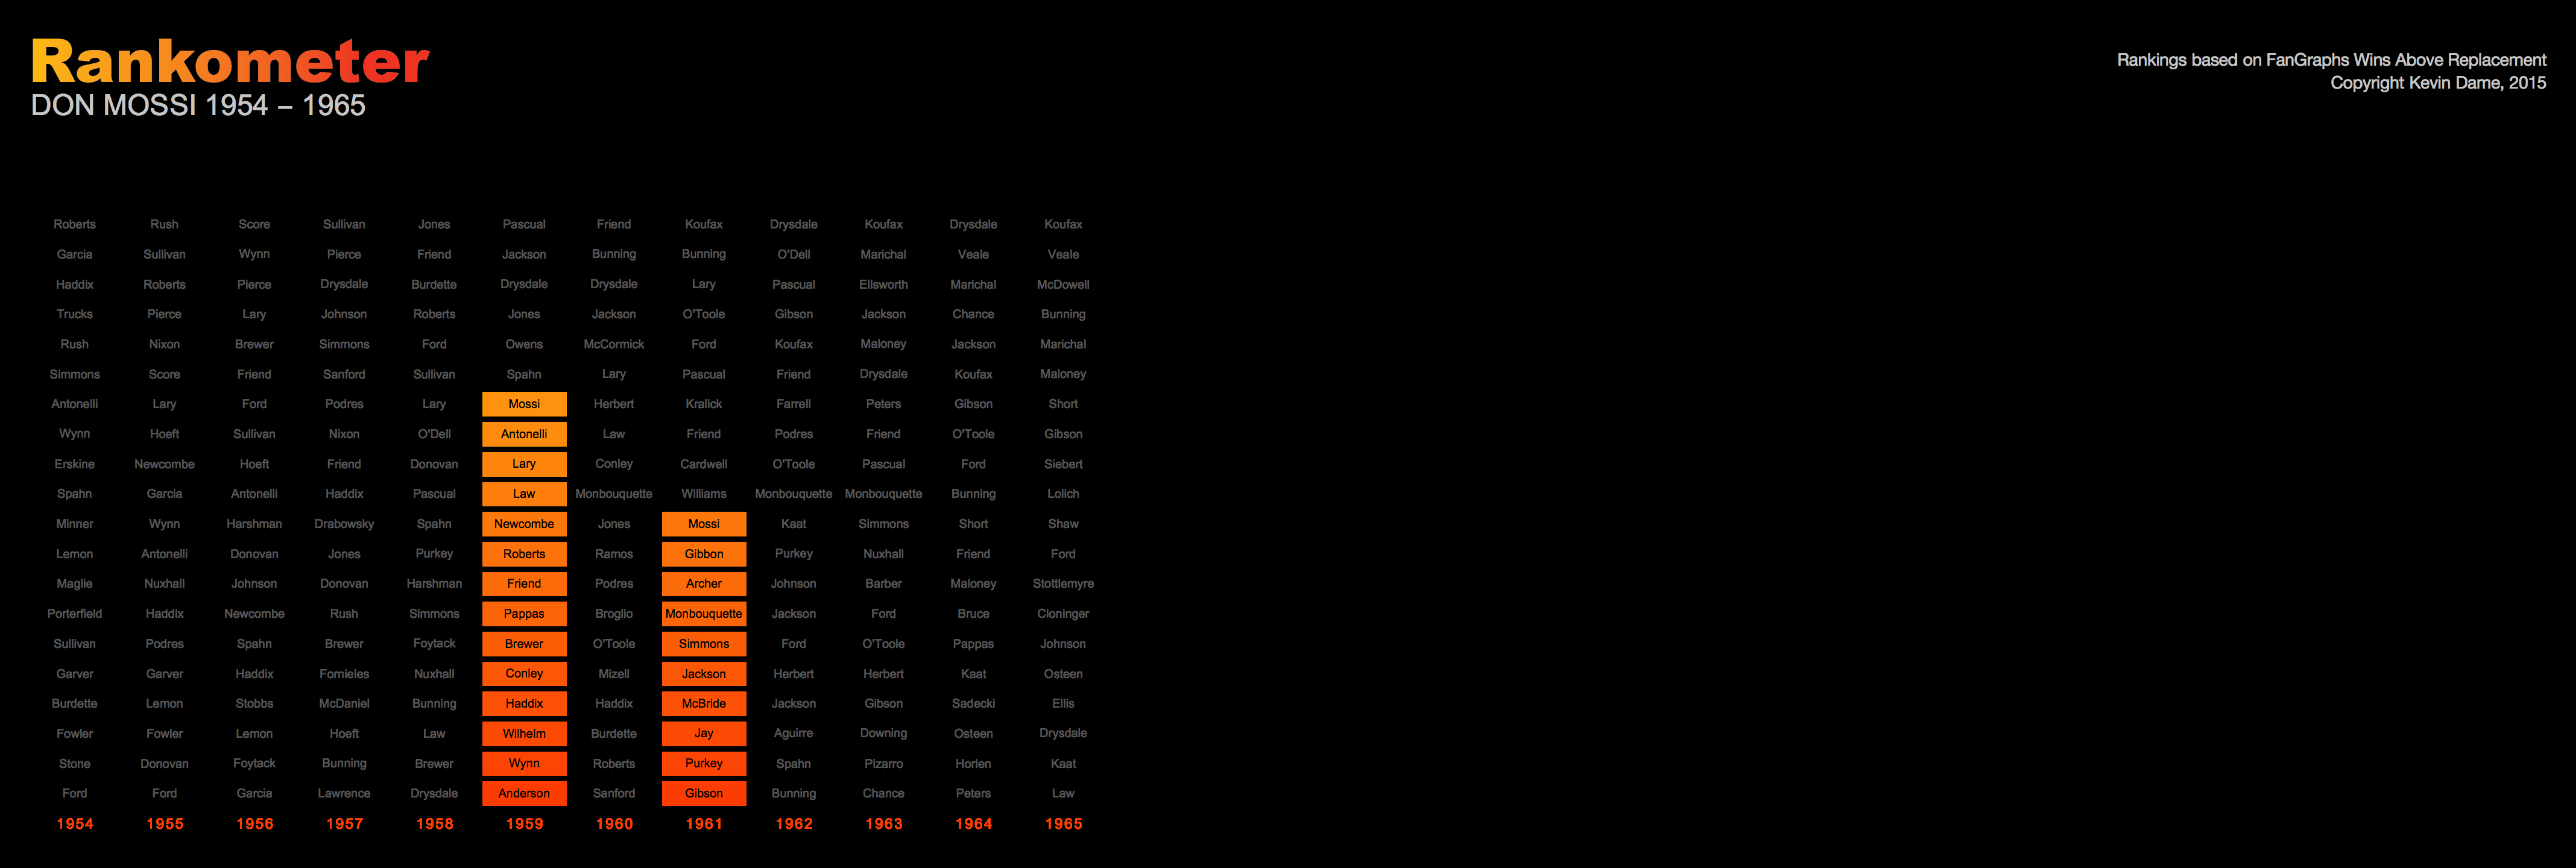 Rankometer
DON MOSSI 1954 – 1965
Rankings based on FanGraphs Wins Above Replacement
Copyright Kevin Dame, 2015
Roberts Rush Score Sullivan Jones Pascual Friend Koufax Drysdale Koufax Drysdale Koufax
Garcia Sullivan Wynn Pierce Friend Jackson Bunning Bunning O'Dell Marichal Veale Veale
Haddix Roberts Pierce Drysdale Burdette Drysdale Drysdale Lary Pascual Ellsworth Marichal McDowell
Trucks Pierce Lary Johnson Roberts Jones Jackson O'Toole Gibson Jackson Chance Bunning
Rush Nixon Brewer Simmons Ford Owens McCormick Ford Koufax Maloney Jackson Marichal
Simmons Score Friend Sanford Sullivan Spahn Lary Pascual Friend Drysdale Koufax Maloney
Antonelli Lary Ford Podres Lary Mossi Herbert Kralick Farrell Peters Gibson Short
Wynn Hoeft Sullivan Nixon O'Dell Antonelli Law Friend Podres Friend O'Toole Gibson
Erskine Newcombe Hoeft Friend Donovan Lary Conley Cardwell O'Toole Pascual Ford Siebert
Spahn Garcia Antonelli Haddix Pascual Law Monbouquette Williams Monbouquette Monbouquette Bunning Lolich
Minner Wynn Harshman Drabowsky Spahn Newcombe Jones Mossi Kaat Simmons Short Shaw
Lemon Antonelli Donovan Jones Purkey Roberts Ramos Gibbon Purkey Nuxhall Friend Ford
Maglie Nuxhall Johnson Donovan Harshman Friend Podres Archer Johnson Barber Maloney Stottlemyre
Porterfield Haddix Newcombe Rush Simmons Pappas Broglio Monbouquette Jackson Ford Bruce Cloninger
Sullivan Podres Spahn Brewer Foytack Brewer O'Toole Simmons Ford O'Toole Pappas Johnson
Garver Garver Haddix Fornieles Nuxhall Conley Mizell Jackson Herbert Herbert Kaat Osteen
Burdette Lemon Stobbs McDaniel Bunning Haddix Haddix McBride Jackson Gibson Sadecki Ellis
Fowler Fowler Lemon Hoeft Law Wilhelm Burdette Jay Aguirre Downing Osteen Drysdale
Stone Donovan Foytack Bunning Brewer Wynn Roberts Purkey Spahn Pizarro Horlen Kaat
Ford Ford Garcia Lawrence Drysdale Anderson Sanford Gibson Bunning Chance Peters Law
1954 1955 1956 1957 1958 1959 1960 1961 1962 1963 1964 1965